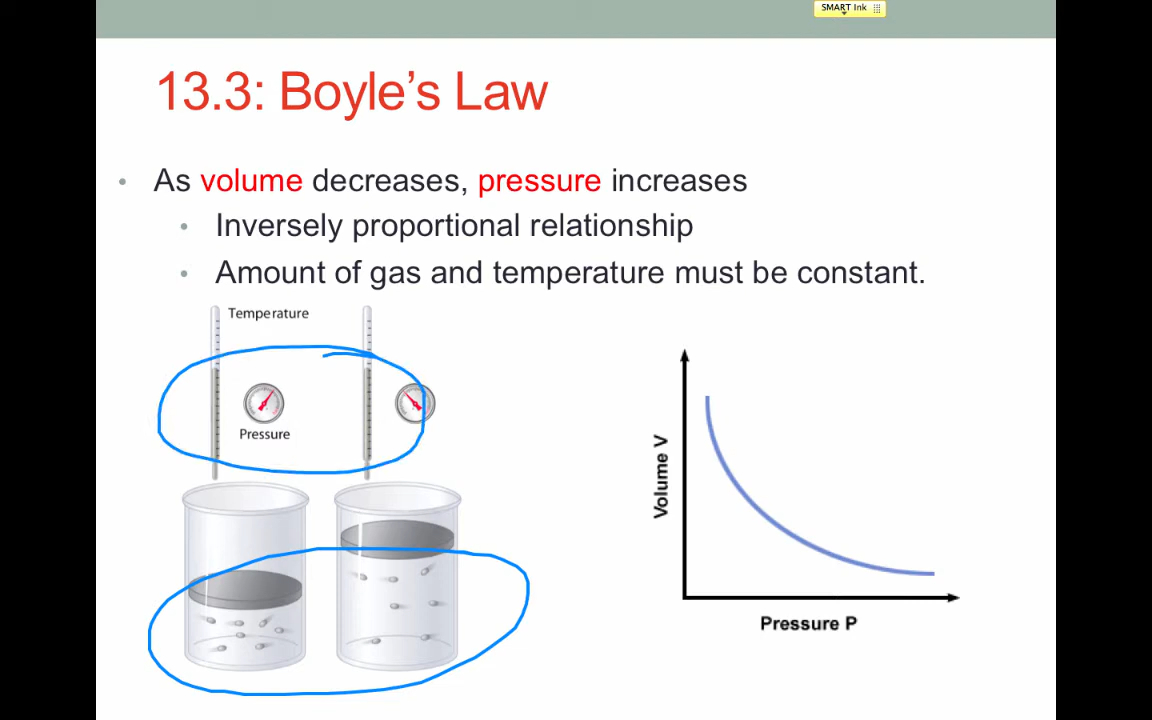 SMART Ink
13.3: Boyle's Law
• As volume decreases, pressure increases
• Inversely proportional relationship
• Amount of gas and temperature must be constant.
Temperature
Pressure
Volume V
Pressure P